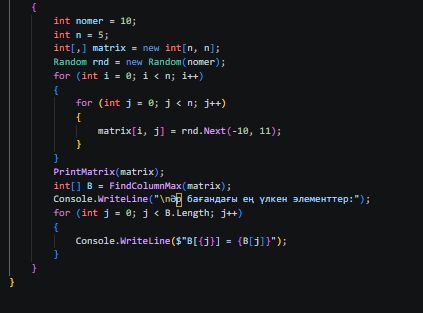 {
int nomer = 10;
int n = 5;
int[,] matrix = new int[n, n];
Random rnd = new Random(nomer);
for (int i = 0; i < n; i++)
{
for (int j = 0; j < n; j++)
{
matrix[i, j] = rnd.Next(-10, 11);
}
}
PrintMatrix(matrix);
int[] B = FindColumnMax(matrix);
Console.WriteLine("\nӘр бағандағы ең үлкен элементтер:");
for (int j = 0; j < B.Length; j++)
{
Console.WriteLine($"B[{j}] = {B[j]}");
}
}
}